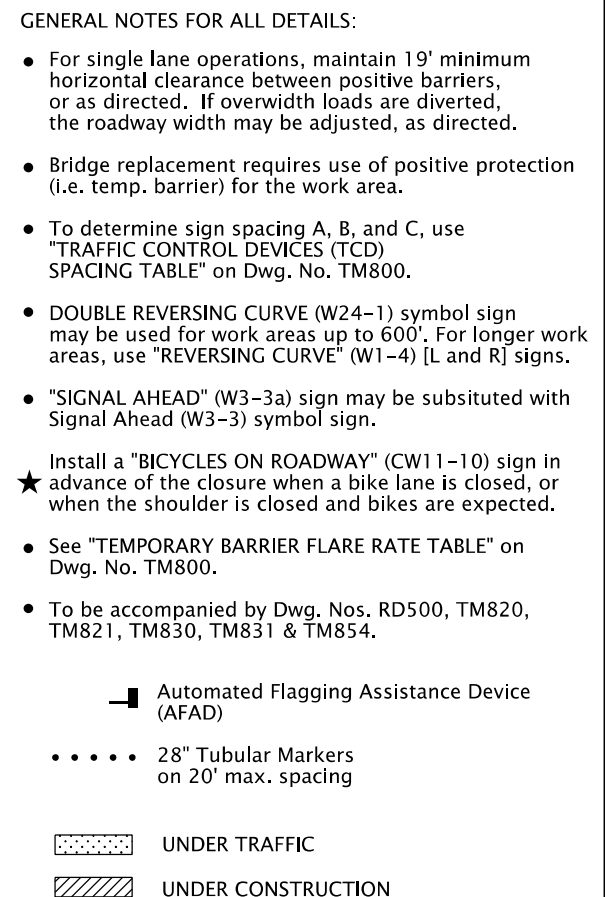 GENERAL NOTES FOR ALL DETAILS:
● For single lane operations, maintain 19' minimum
horizontal clearance between positive barriers,
or as directed. If overwidth loads are diverted,
the roadway width may be adjusted, as directed.
● Bridge replacement requires use of positive protection
(i.e. temp. barrier) for the work area.
● To determine sign spacing A, B, and C, use
"TRAFFIC CONTROL DEVICES (TCD)
SPACING TABLE" on Dwg. No. TM800.
● DOUBLE REVERSING CURVE (W24-1) symbol sign
may be used for work areas up to 600'. For longer work
areas, use "REVERSING CURVE" (W1-4) [L and R] signs.
● "SIGNAL AHEAD" (W3-3a) sign may be subsituted with
Signal Ahead (W3-3) symbol sign.
Install a "BICYCLES ON ROADWAY" (CW11-10) sign in
★ advance of the closure when a bike lane is closed, or
when the shoulder is closed and bikes are expected.
● See "TEMPORARY BARRIER FLARE RATE TABLE" on
Dwg. No. TM800.
● To be accompanied by Dwg. Nos. RD500, TM820,
TM821, TM830, TM831 & TM854.
Automated Flagging Assistance Device
(AFAD)
28" Tubular Markers
on 20' max. spacing
UNDER TRAFFIC
UNDER CONSTRUCTION